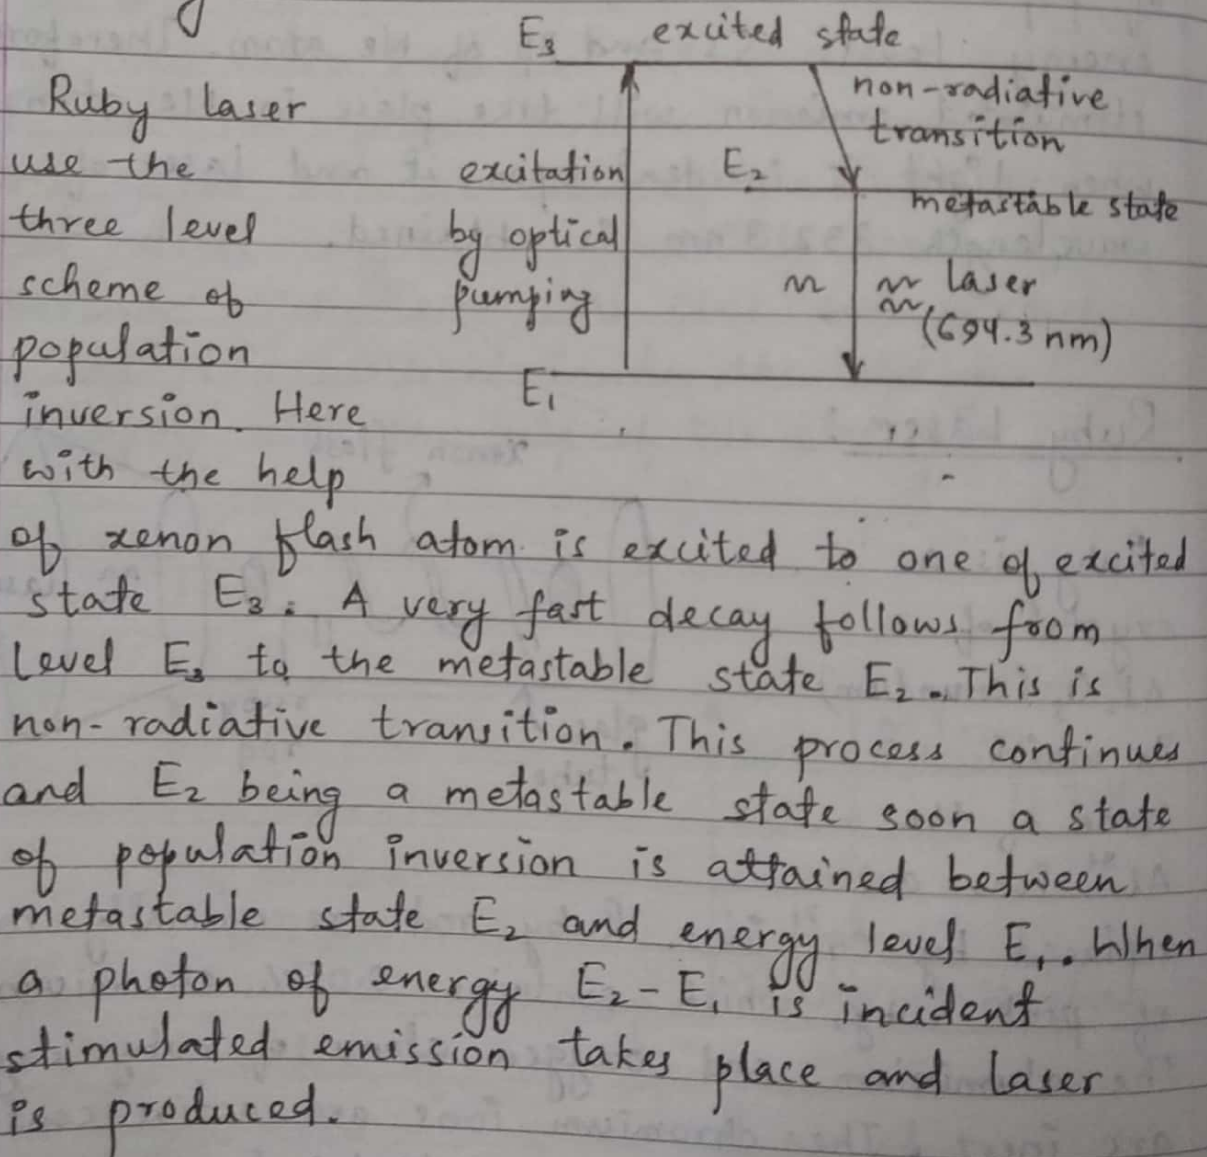 E₃ excited state
non-radiative
transition
E₂
metastable state
excitation
by optical
pumping
laser
(694.3 nm)
E₁
Ruby laser
use the
three level
scheme of
population
inversion. Here
with the help
of xenon flash atom is excited to one of excited
state E₃. A very fast decay follows from
level E₃ to the metastable state E₂. This is
non-radiative transition. This process continues
and E₂ being a metastable state soon a state
of population inversion is attained between
metastable state E₂ and energy level E₁. When
a photon of energy E₂-E₁ is incident
stimulated emission takes place and laser
is produced.